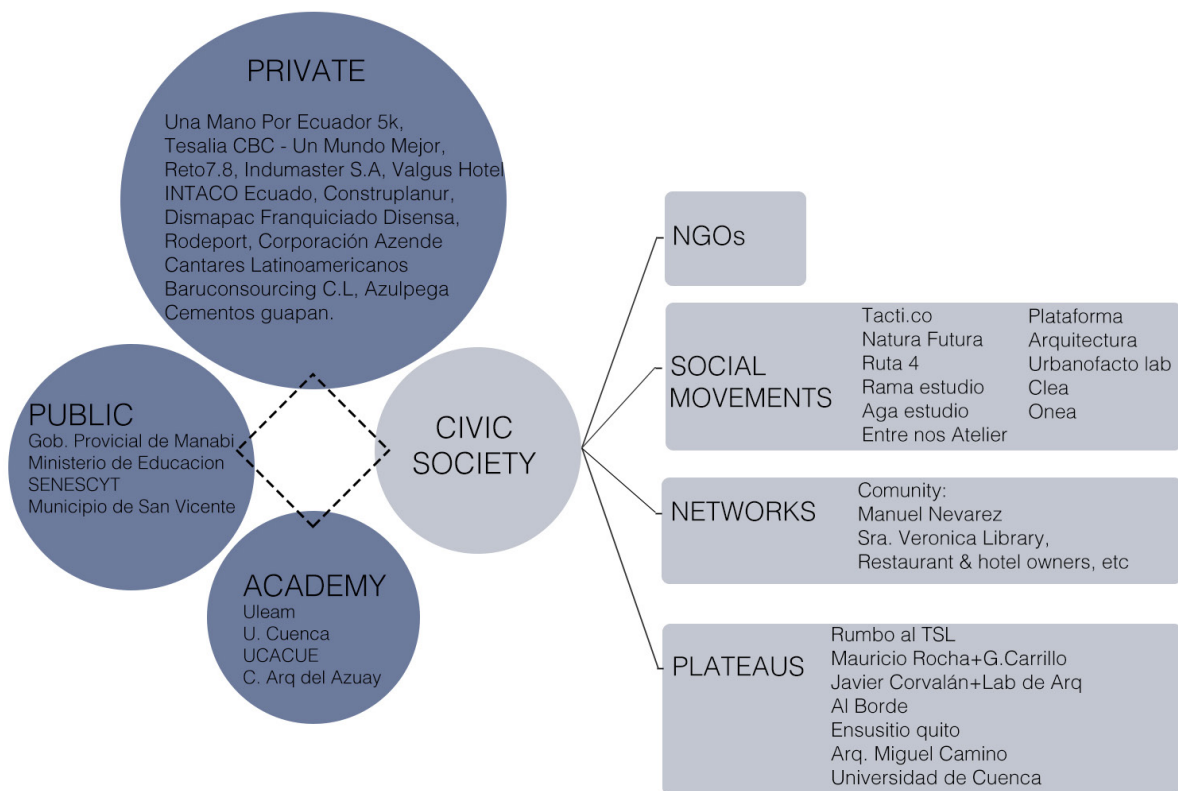 PRIVATE
Una Mano Por Ecuador 5k,
Tesalia CBC - Un Mundo Mejor,
Reto7.8, Indumaster S.A, Valgus Hotel
INTACO Ecuado, Construplanur,
Dismapac Franquiciado Disensa,
Rodeport, Corporación Azende
Cantares Latinoamericanos
Baruconsourcing C.L, Azulpega
Cementos guapan.
PUBLIC
Gob. Provicial de Manabi
Ministerio de Educacion
SENESCYT
Municipio de San Vicente
ACADEMY
Uleam
U. Cuenca
UCACUE
C. Arq del Azuay
CIVIC
SOCIETY
NGOs
SOCIAL
MOVEMENTS
Tacti.co
Natura Futura
Ruta 4
Rama estudio
Aga estudio
Entre nos Atelier
Plataforma
Arquitectura
Urbanofacto lab
Clea
Onea
NETWORKS
Comunity:
Manuel Nevarez
Sra. Veronica Library,
Restaurant & hotel owners, etc
PLATEAUS
Rumbo al TSL
Mauricio Rocha+G.Carrillo
Javier Corvalán+Lab de Arq
Al Borde
Ensusitio quito
Arq. Miguel Camino
Universidad de Cuenca